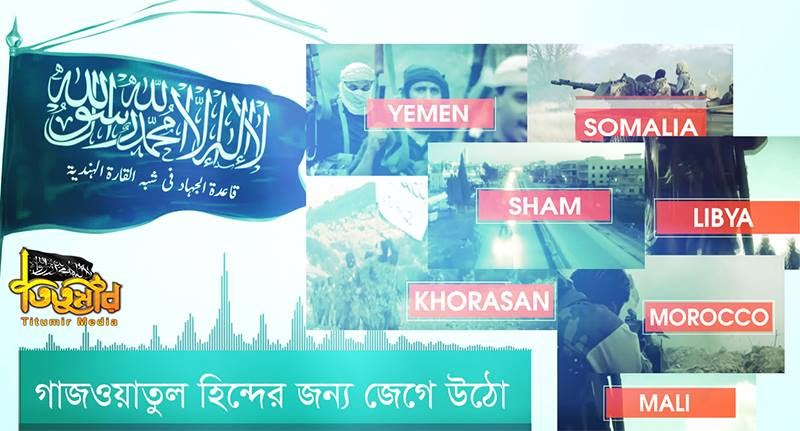 لا إله إلا الله محمد رسول الله
قاعدة الجهاد في شبه القارة الهندية
YEMEN
SOMALIA
SHAM
LIBYA
KHORASAN
MOROCCO
MALI
তিতুমীর
Titumir Media
গাজওয়াতুল হিন্দের জন্য জেগে উঠো